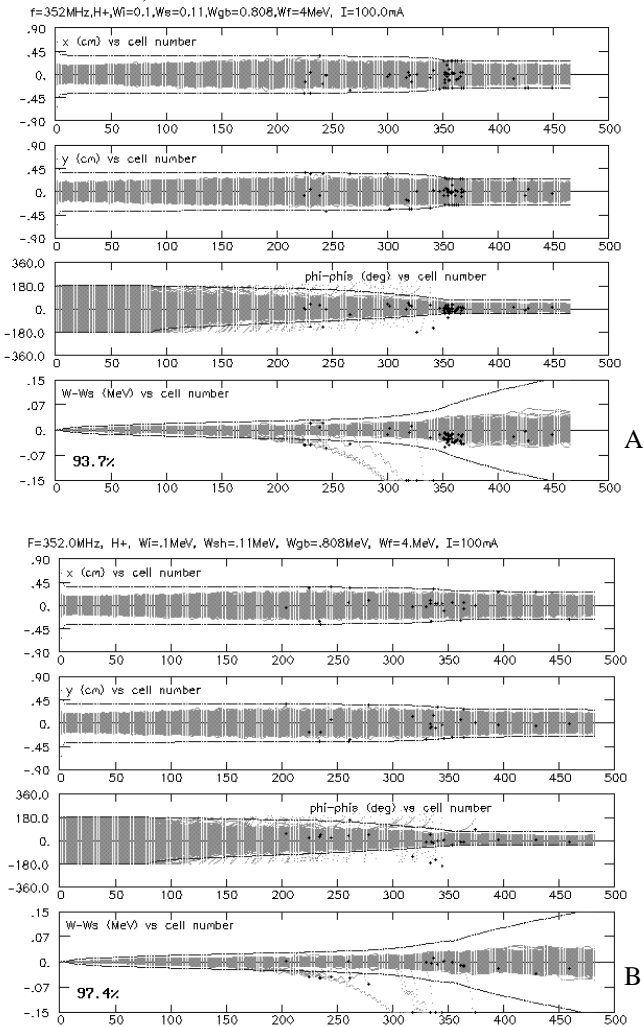 f=352MHZ,H+,Wi=0.1,Ws=0.11,Wgb=0.808,Wf=4MeV, I=100.0mA
.90
.45
0.
-.45
-.90
x (cm) vs cell number
0 50 100 150 200 250 300 350 400 450 500
.90
.45
0.
-.45
-.90
y (cm) vs cell number
0 50 100 150 200 250 300 350 400 450 500
360.0
180.0
0.
-180.0
-360.0
phi-phis (deg) vs cell number
0 50 100 150 200 250 300 350 400 450 500
.15
.07
0.
-.07
-.15
W-Ws (MeV) vs cell number
93.7%
0 50 100 150 200 250 300 350 400 450 500
A
F=352.0MHz, H+, Wi=.1MeV, Wsh=.11MeV, Wgb=.808MeV, Wf=4.MeV, I=100mA
.90
.45
0.
-.45
-.90
x (cm) vs cell number
0 50 100 150 200 250 300 350 400 450 500
.90
.45
0.
-.45
-.90
y (cm) vs cell number
0 50 100 150 200 250 300 350 400 450 500
360.0
180.0
0.
-180.0
-360.0
phi-phis (deg) vs cell number
0 50 100 150 200 250 300 350 400 450 500
.15
.07
0.
-.07
-.15
W-Ws (MeV) vs cell number
97.4%
0 50 100 150 200 250 300 350 400 450 500
B